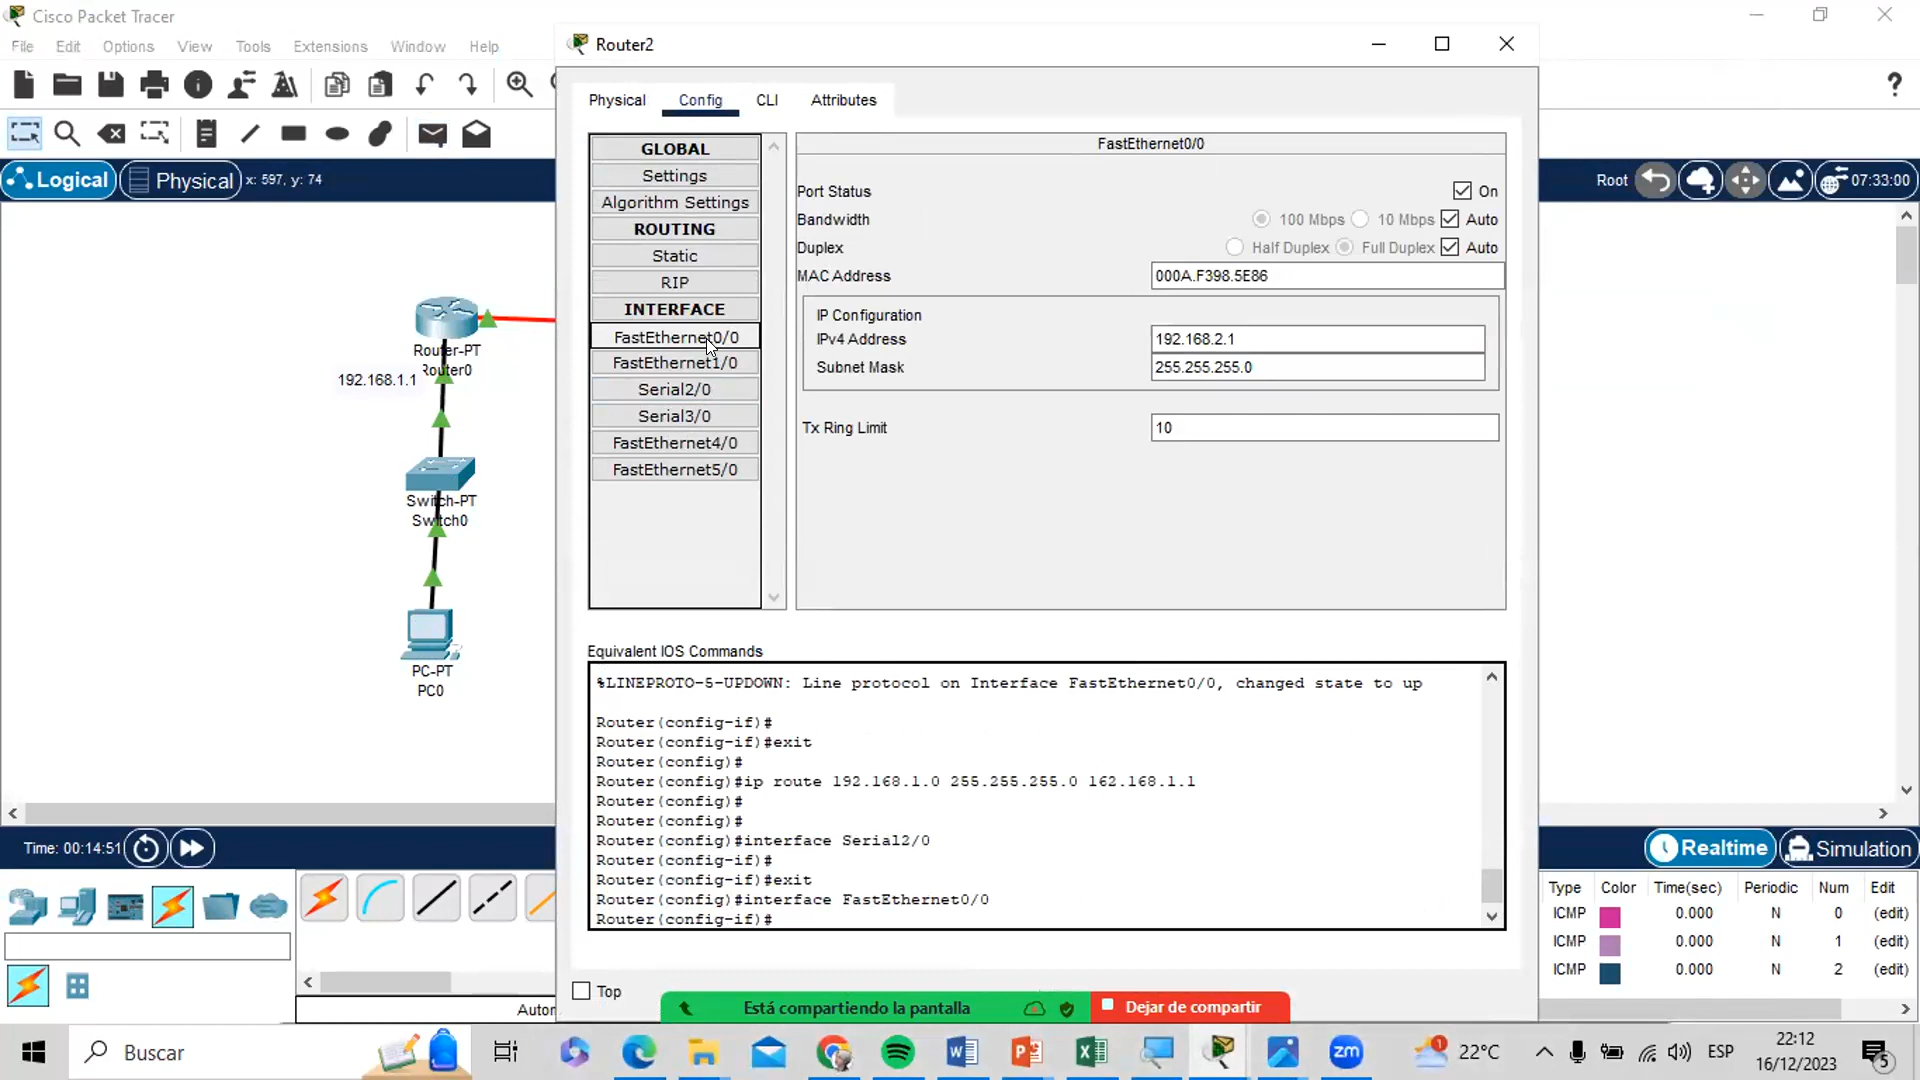 Cisco Packet Tracer
File Edit Options View Tools Extensions Window Help
Logical Physical x: 597, y: 74
Root 07:33:00
Router-PT
Router0
192.168.1.1
Switch-PT
Switch0
PC-PT
PC0
Router2
Physical Config CLI Attributes
GLOBAL
Settings
Algorithm Settings
ROUTING
Static
RIP
INTERFACE
FastEthernet0/0
FastEthernet1/0
Serial2/0
Serial3/0
FastEthernet4/0
FastEthernet5/0
FastEthernet0/0
Port Status On
Bandwidth 100 Mbps 10 Mbps Auto
Duplex Half Duplex Full Duplex Auto
MAC Address 000A.F398.5E86
IP Configuration
IPv4 Address 192.168.2.1
Subnet Mask 255.255.255.0
Tx Ring Limit 10
Equivalent IOS Commands
%LINEPROTO-5-UPDOWN: Line protocol on Interface FastEthernet0/0, changed state to up
Router(config-if)#
Router(config-if)#exit
Router(config)#
Router(config)#ip route 192.168.1.0 255.255.255.0 162.168.1.1
Router(config)#
Router(config)#
Router(config)#interface Serial2/0
Router(config-if)#
Router(config-if)#exit
Router(config)#interface FastEthernet0/0
Router(config-if)#
Top
Está compartiendo la pantalla Dejar de compartir
Time: 00:14:51
Realtime Simulation
Type Color Time(sec) Periodic Num Edit
ICMP 0.000 N 0 (edit)
ICMP 0.000 N 1 (edit)
ICMP 0.000 N 2 (edit)
Buscar
zm
1
22°C
ESP
22:12
16/12/2023
5